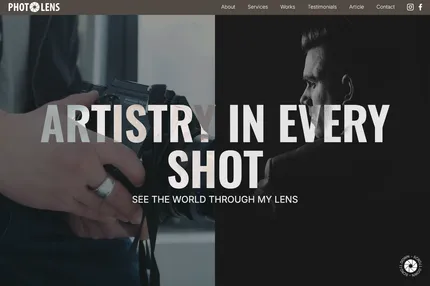 PHOTOLENS
About
Services
Works
Testimonials
Article
Contact
ARTISTRY IN EVERY
SHOT
SEE THE WORLD THROUGH MY LENS